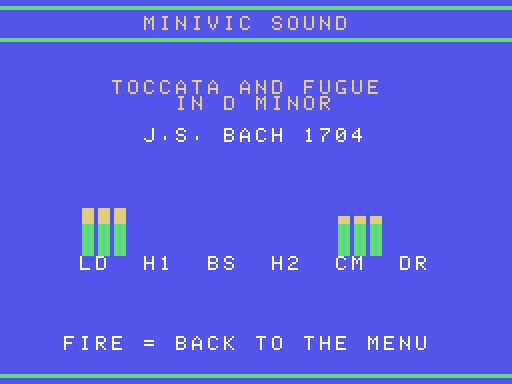 MINIVIC SOUND
TOCCATA AND FUGUE
IN D MINOR
J.S. BACH 1704
LD H1 BS H2 CM DR
FIRE = BACK TO THE MENU